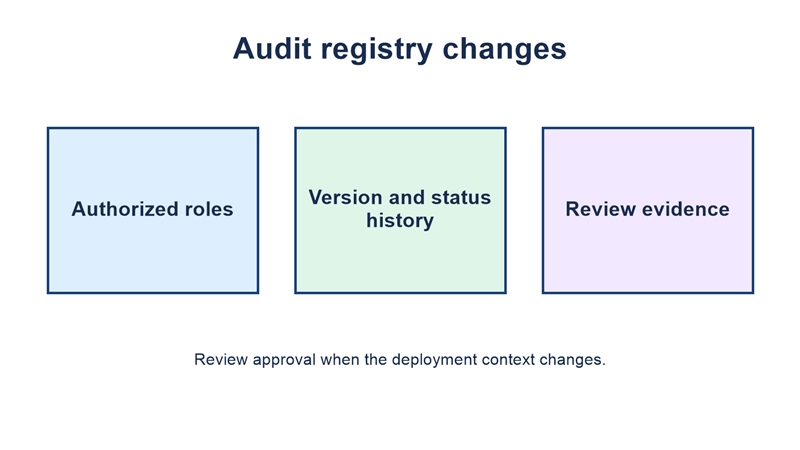 Audit registry changes
Authorized roles
Version and status
history
Review evidence
Review approval when the deployment context changes.